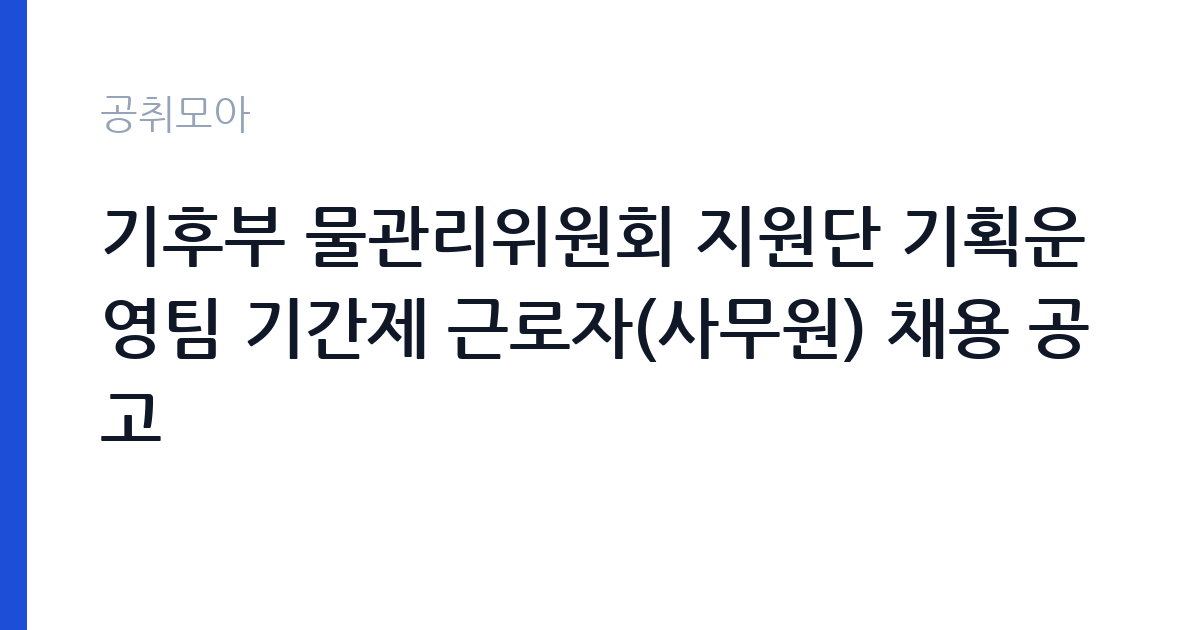 공취모아
기후부 물관리위원회 지원단 기획운
영팀 기간제 근로자(사무원) 채용 공
고